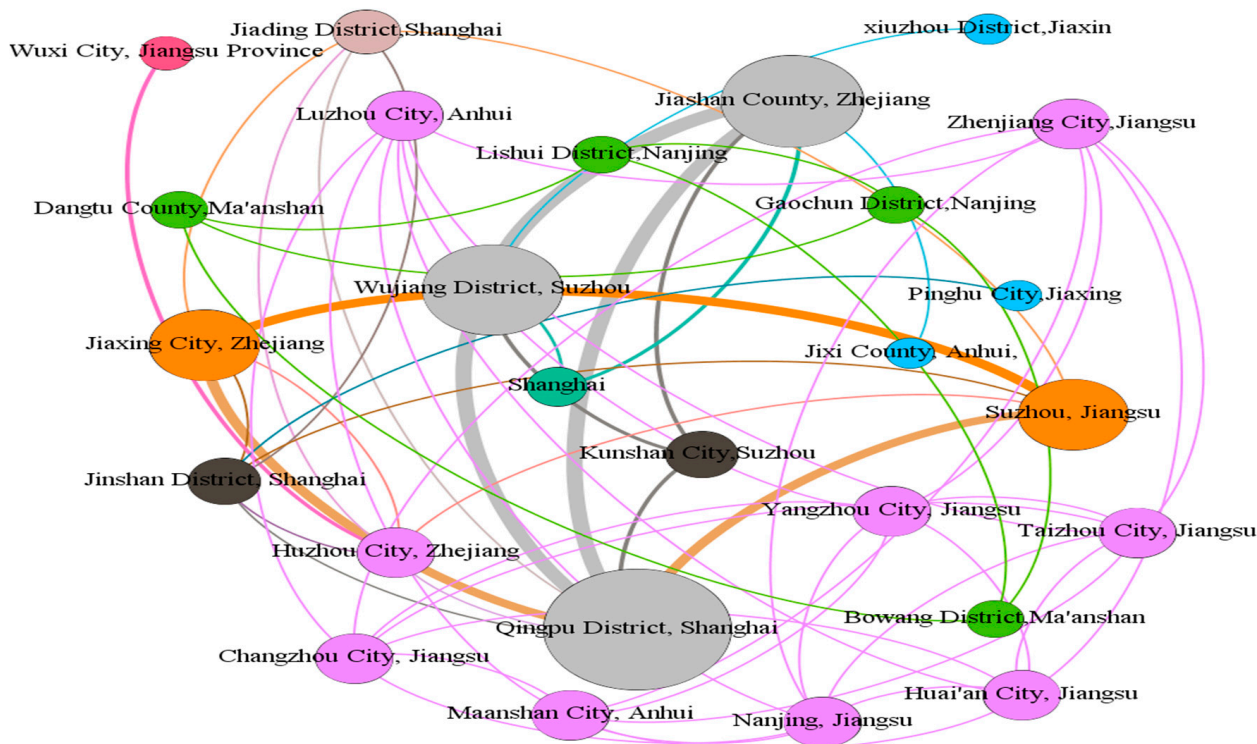 Jiading District,Shanghai
xiuzhou District,Jiaxin
Wuxi City, Jiangsu Province
Jiashan County, Zhejiang
Luzhou City, Anhui
Zhenjiang City,Jiangsu
Lishui District,Nanjing
Dangtu County,Ma'anshan
Gaochun District,Nanjing
Wujiang District, Suzhou
Pinghu City,Jiaxing
Jiaxing City, Zhejiang
Jixi County, Anhui,
Shanghai
Suzhou, Jiangsu
Kunshan City,Suzhou
Jinshan District, Shanghai
Yangzhou City, Jiangsu
Taizhou City, Jiangsu
Huzhou City, Zhejiang
Bowang District,Ma'anshan
Qingpu District, Shanghai
Changzhou City, Jiangsu
Huai'an City, Jiangsu
Maanshan City, Anhui
Nanjing, Jiangsu